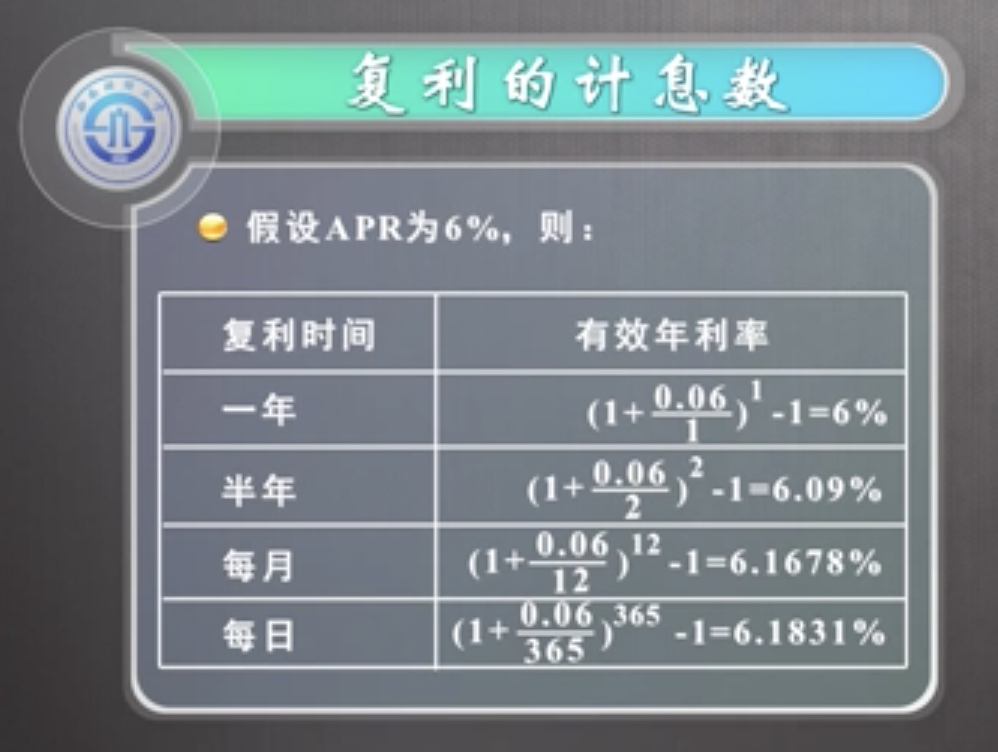 复利的计息数
假设APR为6%，则：
复利时间 有效年利率
一年 (1+0.06/1)^1 -1=6%
半年 (1+0.06/2)^2 -1=6.09%
每月 (1+0.06/12)^12 -1=6.1678%
每日 (1+0.06/365)^365 -1=6.1831%